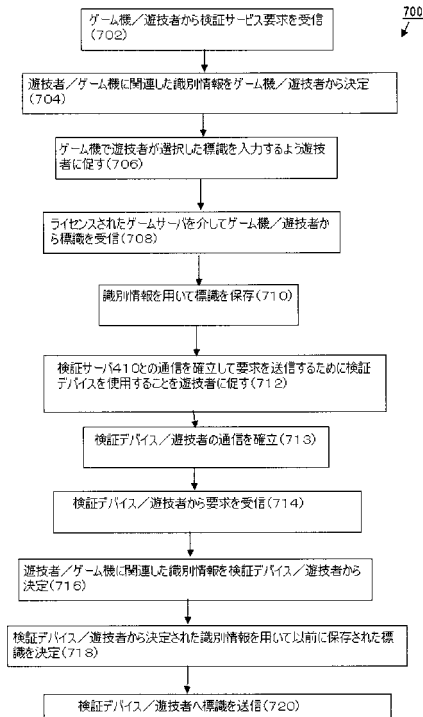 700
ゲーム機／遊技者から検証サービス要求を受信
(702)
遊技者／ゲーム機に関連した識別情報をゲーム機／遊技者から決定
(704)
ゲーム機で遊技者が選択した標識を入力するよう遊技
者に促す(706)
ライセンスされたゲームサーバを介してゲーム機／遊技者か
ら標識を受信(708)
識別情報を用いて標識を保存(710)
検証サーバ410との通信を確立して要求を送信するために検証
デバイスを使用することを遊技者に促す(712)
検証デバイス／遊技者の通信を確立(713)
検証デバイス／遊技者から要求を受信(714)
遊技者／ゲーム機に関連した識別情報を検証デバイス／遊技者から
決定(716)
検証デバイス／遊技者から決定された識別情報を用いて以前に保存された標
識を決定(718)
検証デバイス／遊技者へ標識を送信(720)